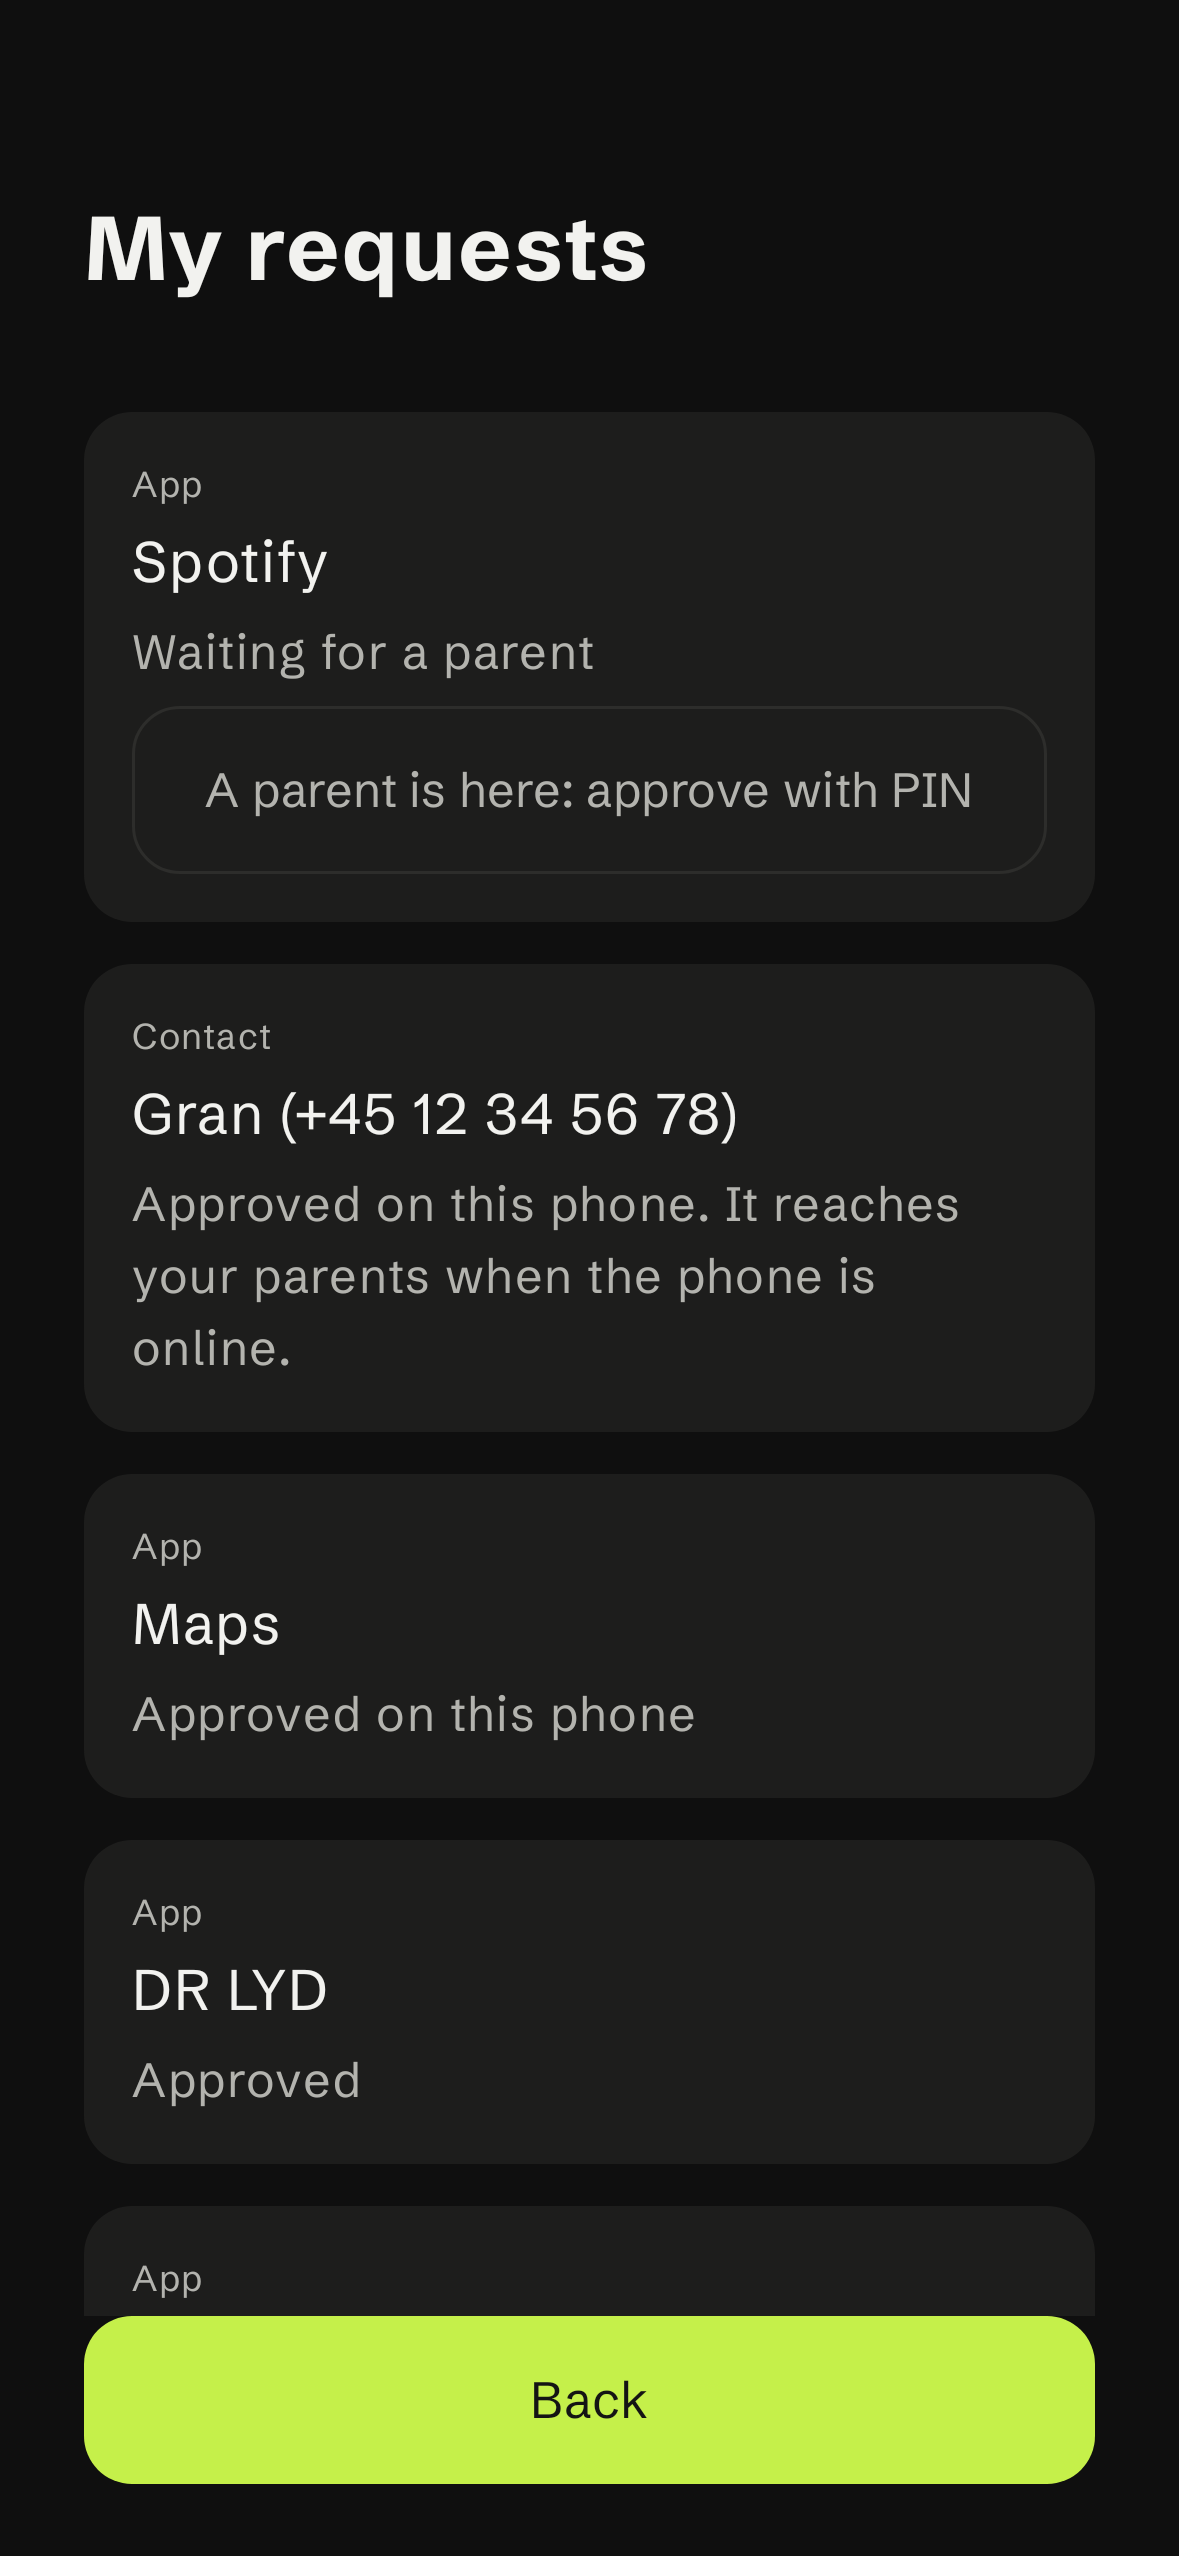 My requests
App
Spotify
Waiting for a parent
A parent is here: approve with PIN
Contact
Gran (+45 12 34 56 78)
Approved on this phone. It reaches
your parents when the phone is
online.
App
Maps
Approved on this phone
App
DR LYD
Approved
App
Back